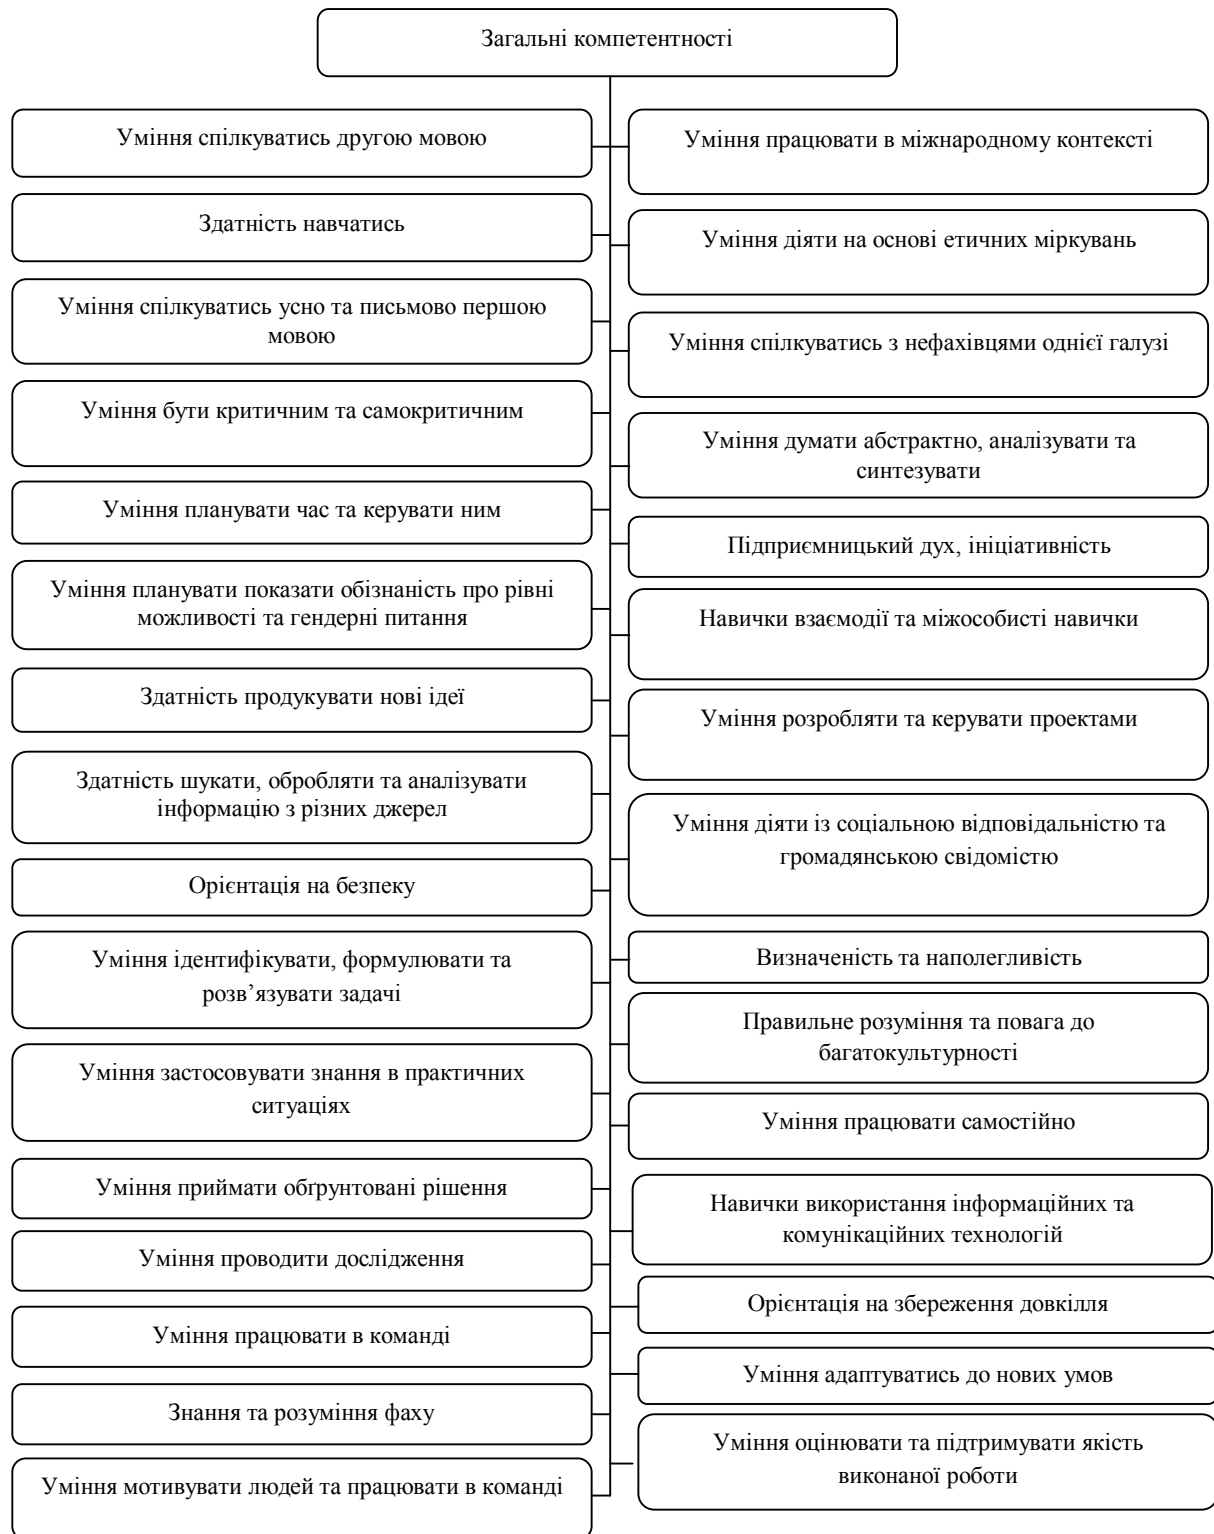 Загальні компетентності
Уміння спілкуватись другою мовою
Здатність навчатись
Уміння спілкуватись усно та письмово першою
мовою
Уміння бути критичним та самокритичним
Уміння планувати час та керувати ним
Уміння планувати показати обізнаність про рівні
можливості та гендерні питання
Здатність продукувати нові ідеї
Здатність шукати, обробляти та аналізувати
інформацію з різних джерел
Орієнтація на безпеку
Уміння ідентифікувати, формулювати та
розв’язувати задачі
Уміння застосовувати знання в практичних
ситуаціях
Уміння приймати обґрунтовані рішення
Уміння проводити дослідження
Уміння працювати в команді
Знання та розуміння фаху
Уміння мотивувати людей та працювати в команді
Уміння працювати в міжнародному контексті
Уміння діяти на основі етичних міркувань
Уміння спілкуватись з нефахівцями однієї галузі
Уміння думати абстрактно, аналізувати та
синтезувати
Підприємницький дух, ініціативність
Навички взаємодії та міжособисті навички
Уміння розробляти та керувати проектами
Уміння діяти із соціальною відповідальністю та
громадянською свідомістю
Визначеність та наполегливість
Правильне розуміння та повага до
багатокультурності
Уміння працювати самостійно
Навички використання інформаційних та
комунікаційних технологій
Орієнтація на збереження довкілля
Уміння адаптуватись до нових умов
Уміння оцінювати та підтримувати якість
виконаної роботи